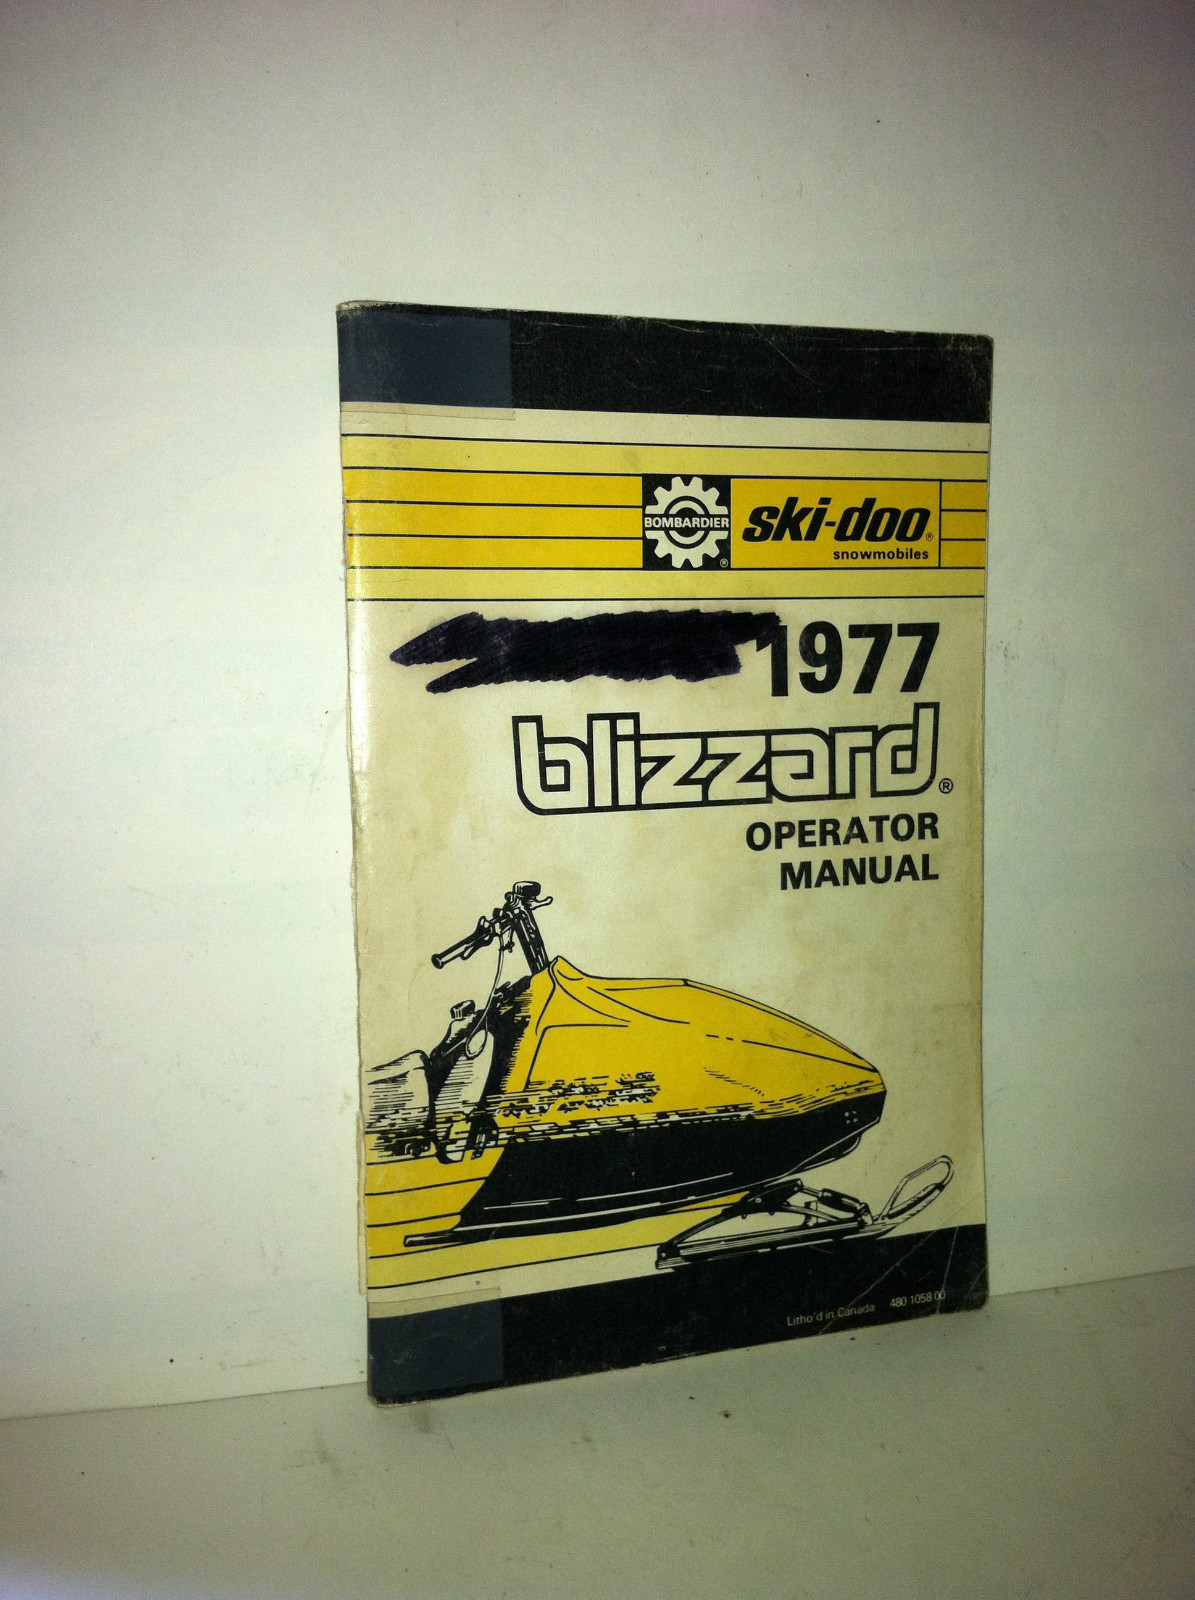 BOMBARDIER
®
ski-doo®
snowmobiles
1977
blizzard®
OPERATOR
MANUAL
Litho'd in Canada 480 1058 00